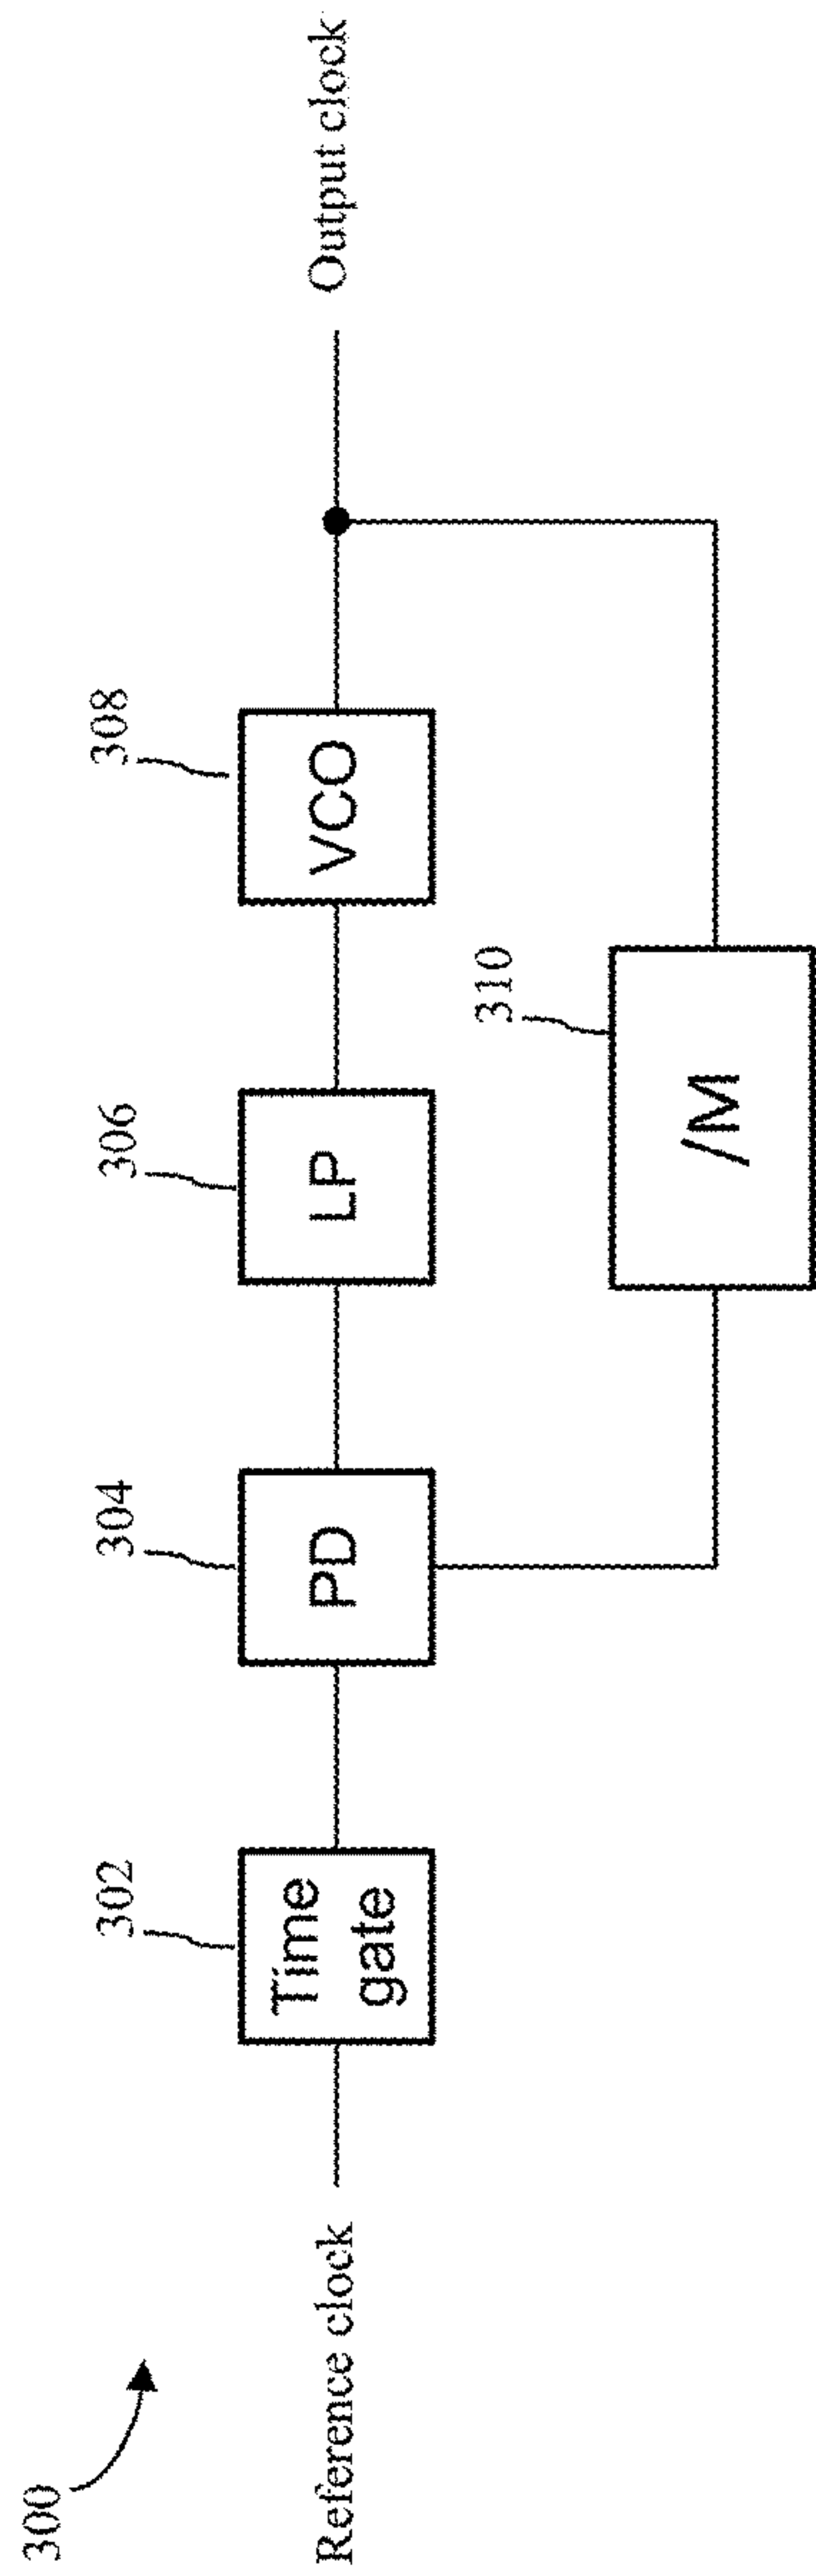 300
Reference clock
302
Time
gate
304
PD
306
LP
308
VCO
Output clock
310
/M